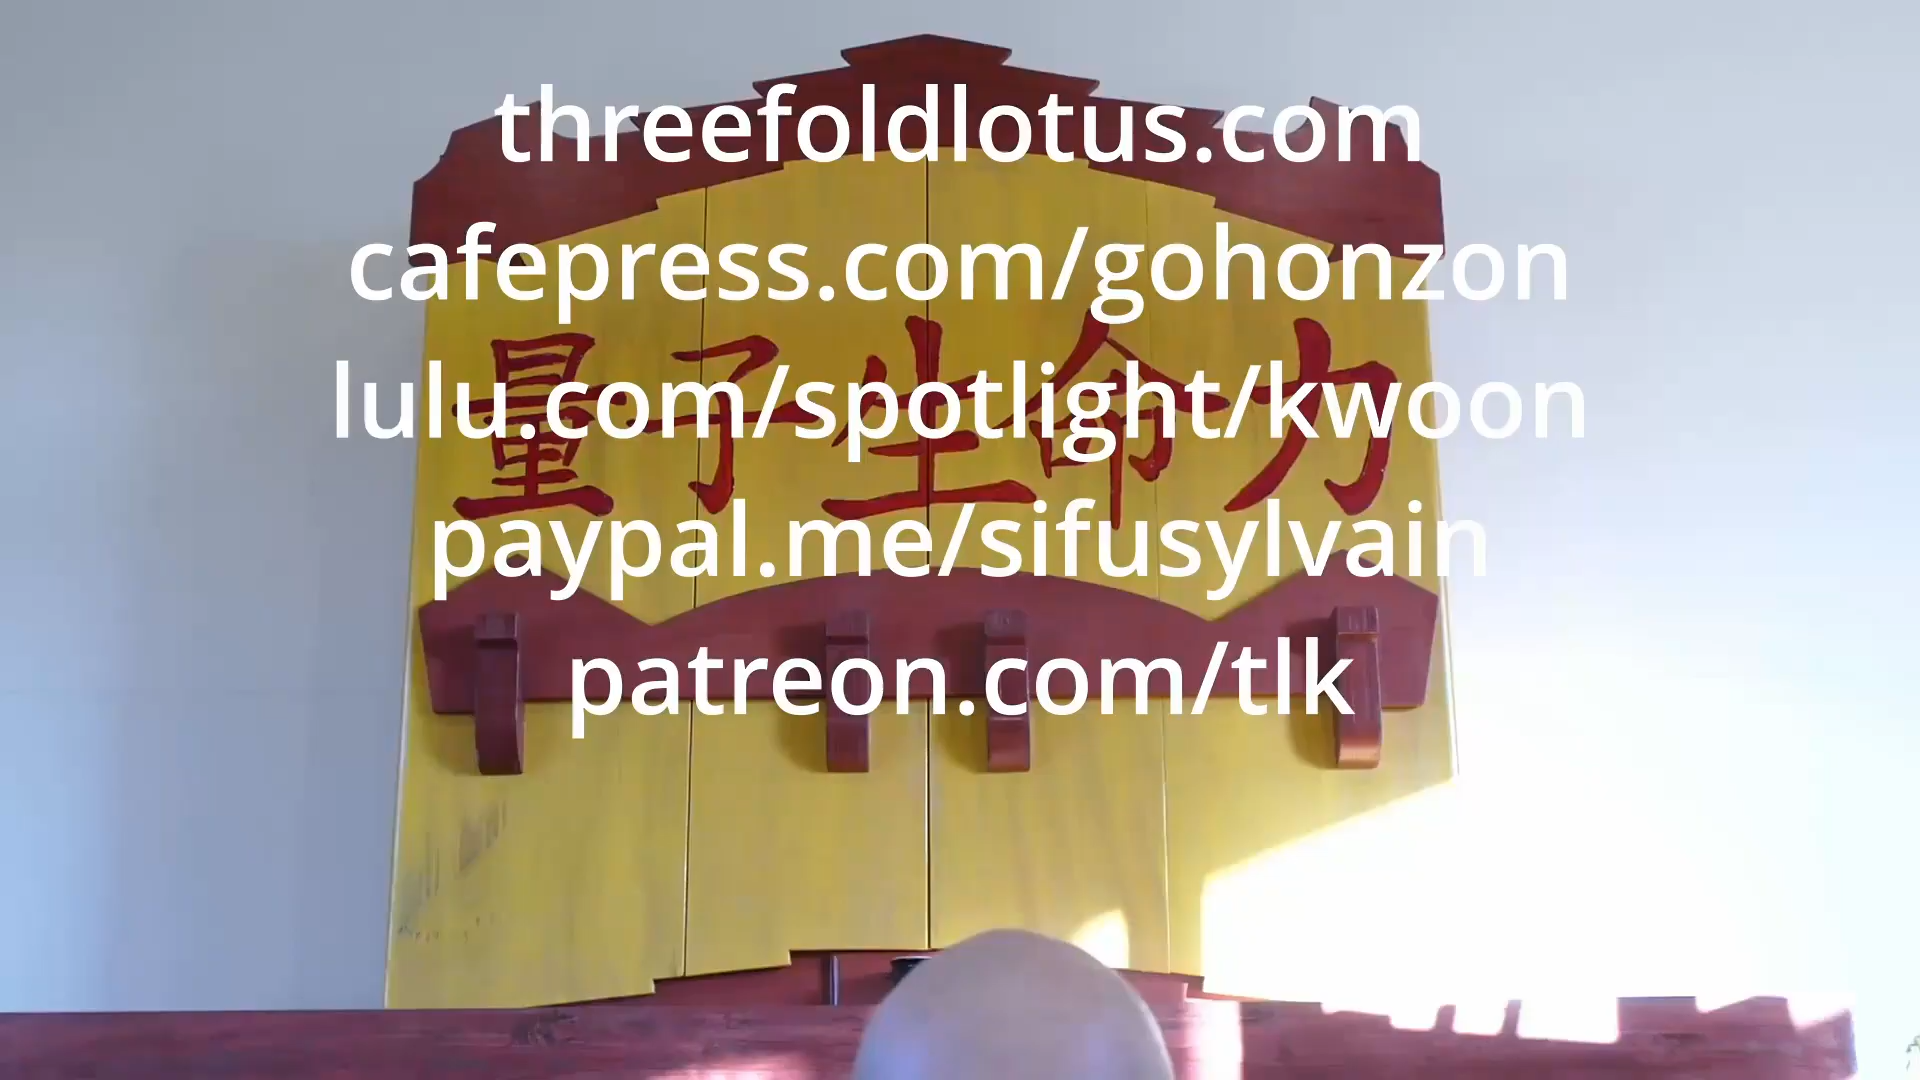 threefoldlotus.com
cafepress.com/gohonzon
量子生命力
lulu.com/spotlight/kwoon
paypal.me/sifusylvain
patreon.com/tlk